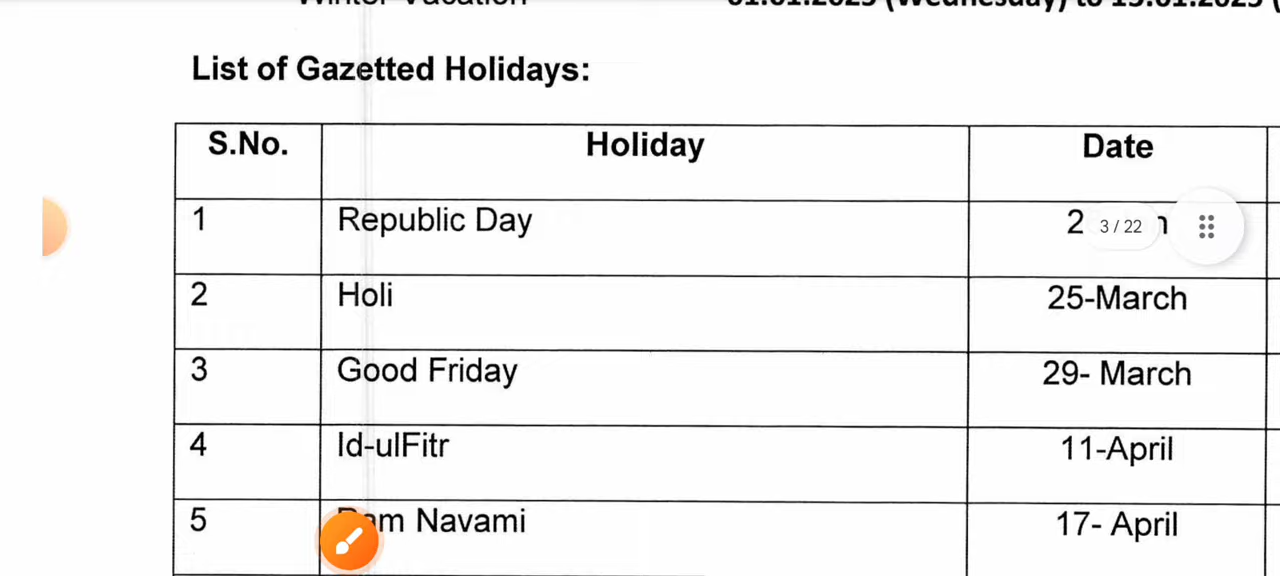 List of Gazetted Holidays:
S.No. Holiday Date
1 Republic Day 2
3 / 22
2 Holi 25-March
3 Good Friday 29- March
4 Id-ulFitr 11-April
5 Navami 17- April